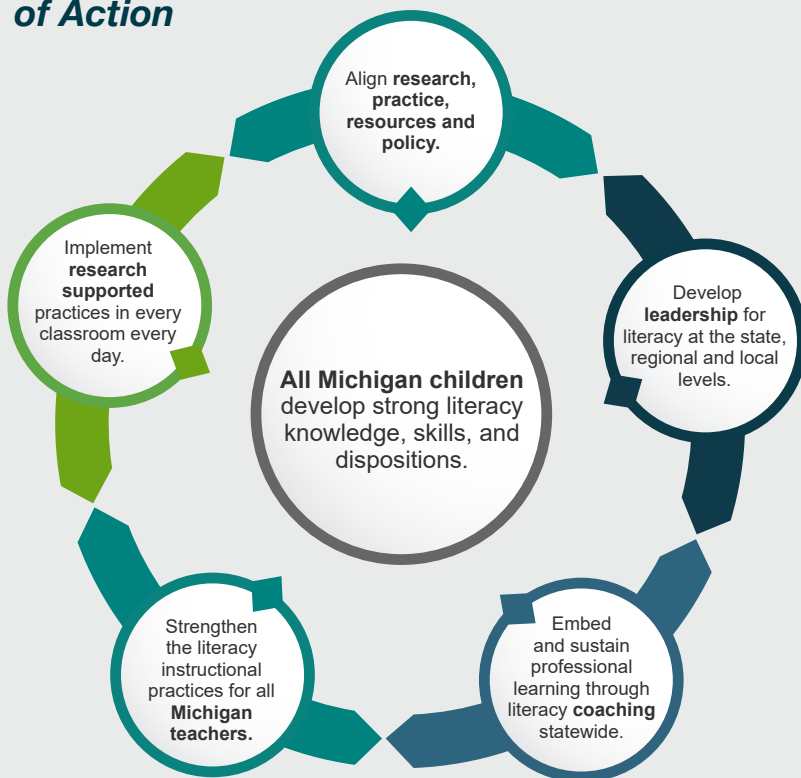 of Action
Align research,
practice,
resources and
policy.
Develop
leadership for
literacy at the state,
regional and local
levels.
Embed
and sustain
professional
learning through
literacy coaching
statewide.
Strengthen
the literacy
instructional
practices for all
Michigan
teachers.
Implement
research
supported
practices in every
classroom every
day.
All Michigan children
develop strong literacy
knowledge, skills, and
dispositions.